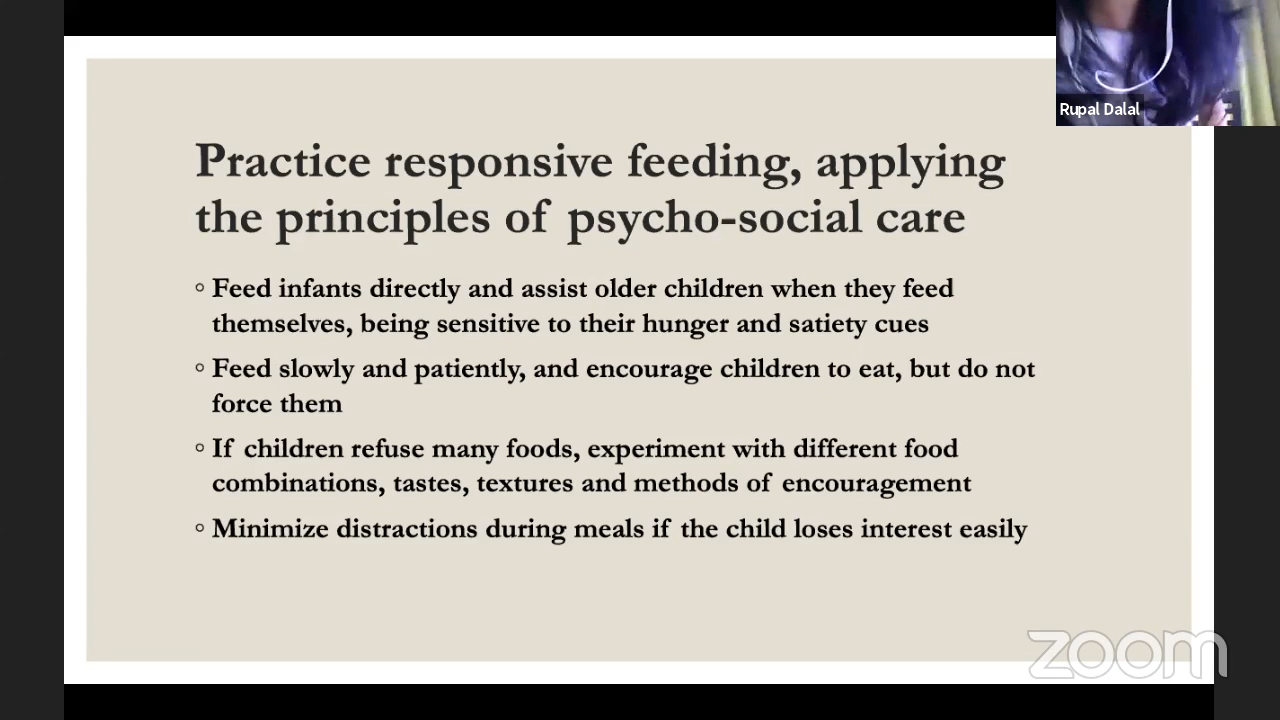 Rupal Dalal
Practice responsive feeding, applying
the principles of psycho-social care
◦ Feed infants directly and assist older children when they feed
themselves, being sensitive to their hunger and satiety cues
◦ Feed slowly and patiently, and encourage children to eat, but do not
force them
◦ If children refuse many foods, experiment with different food
combinations, tastes, textures and methods of encouragement
◦ Minimize distractions during meals if the child loses interest easily
zoom